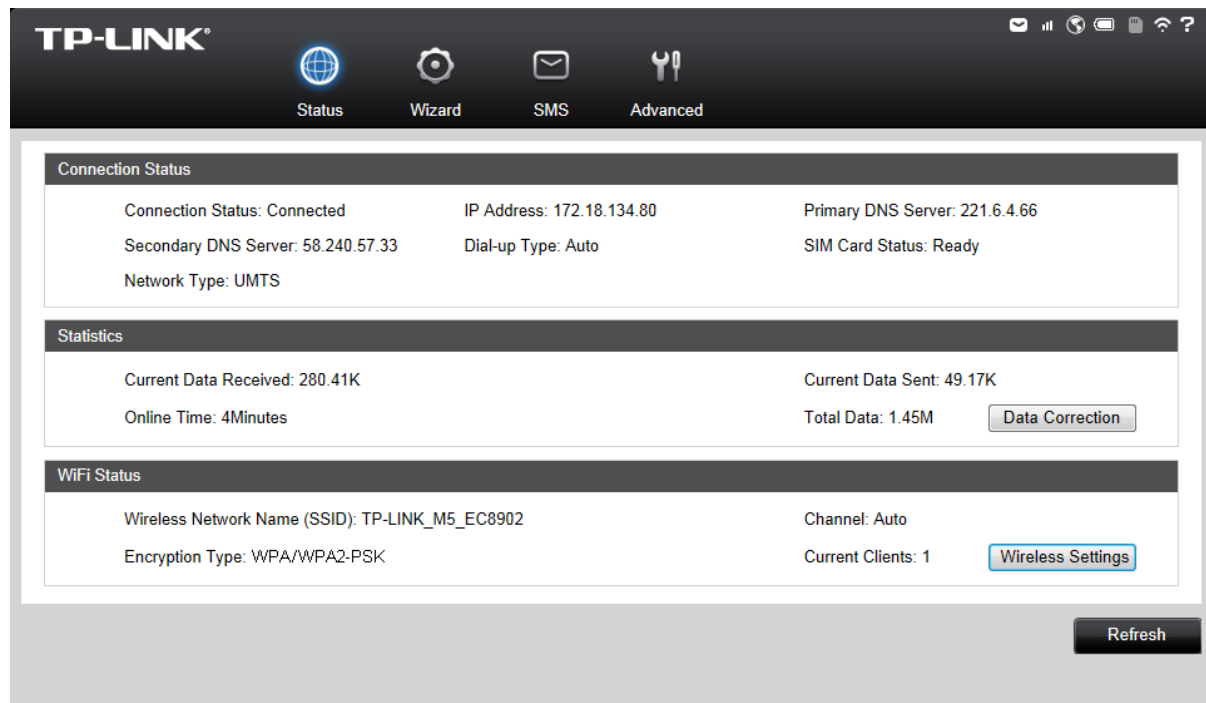 TP-LINK®
Status Wizard SMS Advanced
Connection Status
Connection Status: Connected IP Address: 172.18.134.80 Primary DNS Server: 221.6.4.66
Secondary DNS Server: 58.240.57.33 Dial-up Type: Auto SIM Card Status: Ready
Network Type: UMTS
Statistics
Current Data Received: 280.41K Current Data Sent: 49.17K
Online Time: 4Minutes Total Data: 1.45M Data Correction
WiFi Status
Wireless Network Name (SSID): TP-LINK_M5_EC8902 Channel: Auto
Encryption Type: WPA/WPA2-PSK Current Clients: 1 Wireless Settings
Refresh